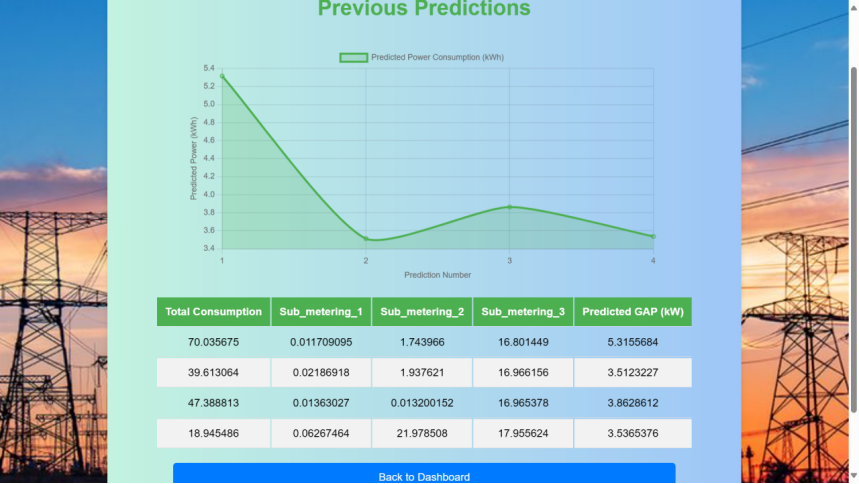 Previous Predictions
Predicted Power Consumption (kWh)
Predicted Power (kWh)
5.4
5.2
5.0
4.8
4.6
4.4
4.2
4.0
3.8
3.6
3.4
1 2 3 4
Prediction Number
Total Consumption Sub_metering_1 Sub_metering_2 Sub_metering_3 Predicted GAP (kW)
70.035675 0.011709095 1.743966 16.801449 5.3155684
39.613064 0.02186918 1.937621 16.966156 3.5123227
47.388813 0.01363027 0.013200152 16.965378 3.8628612
18.945486 0.06267464 21.978508 17.955624 3.5365376
Back to Dashboard